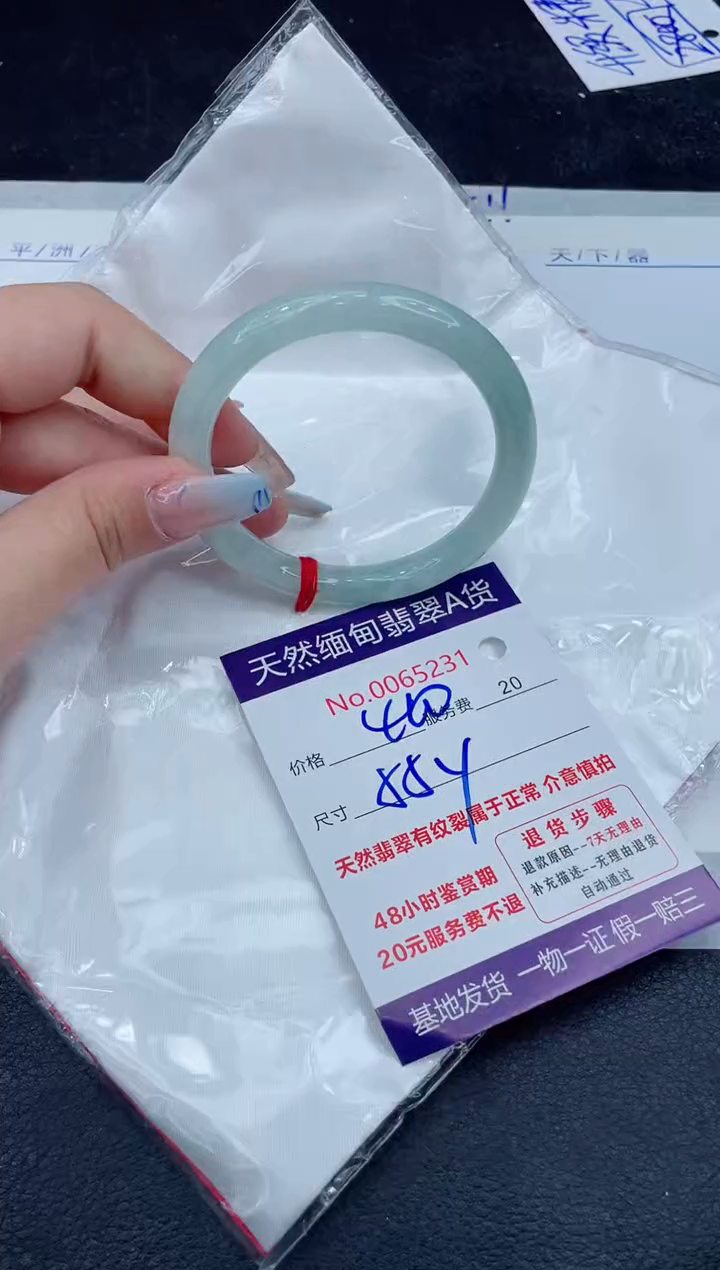 平/洲/
天/下/器
天然缅甸翡翠A货
No.0065231
价格 服务费 20
尺寸
天然翡翠有纹裂属于正常 介意慎拍
48小时鉴赏期
20元服务费不退
退货步骤
退款原因--7天无理由
补充描述--无理由退货
自动通过
基地发货 一物一证 假一赔三